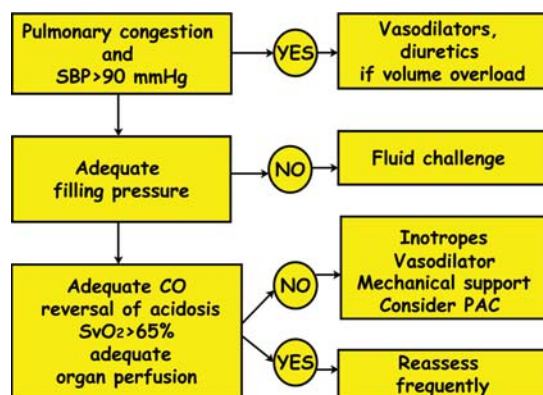 Pulmonary congestion
and
SBP>90 mmHg
YES
Vasodilators,
diuretics
if volume overload
Adequate
filling pressure
NO
Fluid challenge
Adequate CO
reversal of acidosis
SvO₂>65%
adequate
organ perfusion
NO
Inotropes
Vasodilator
Mechanical support
Consider PAC
YES
Reassess
frequently